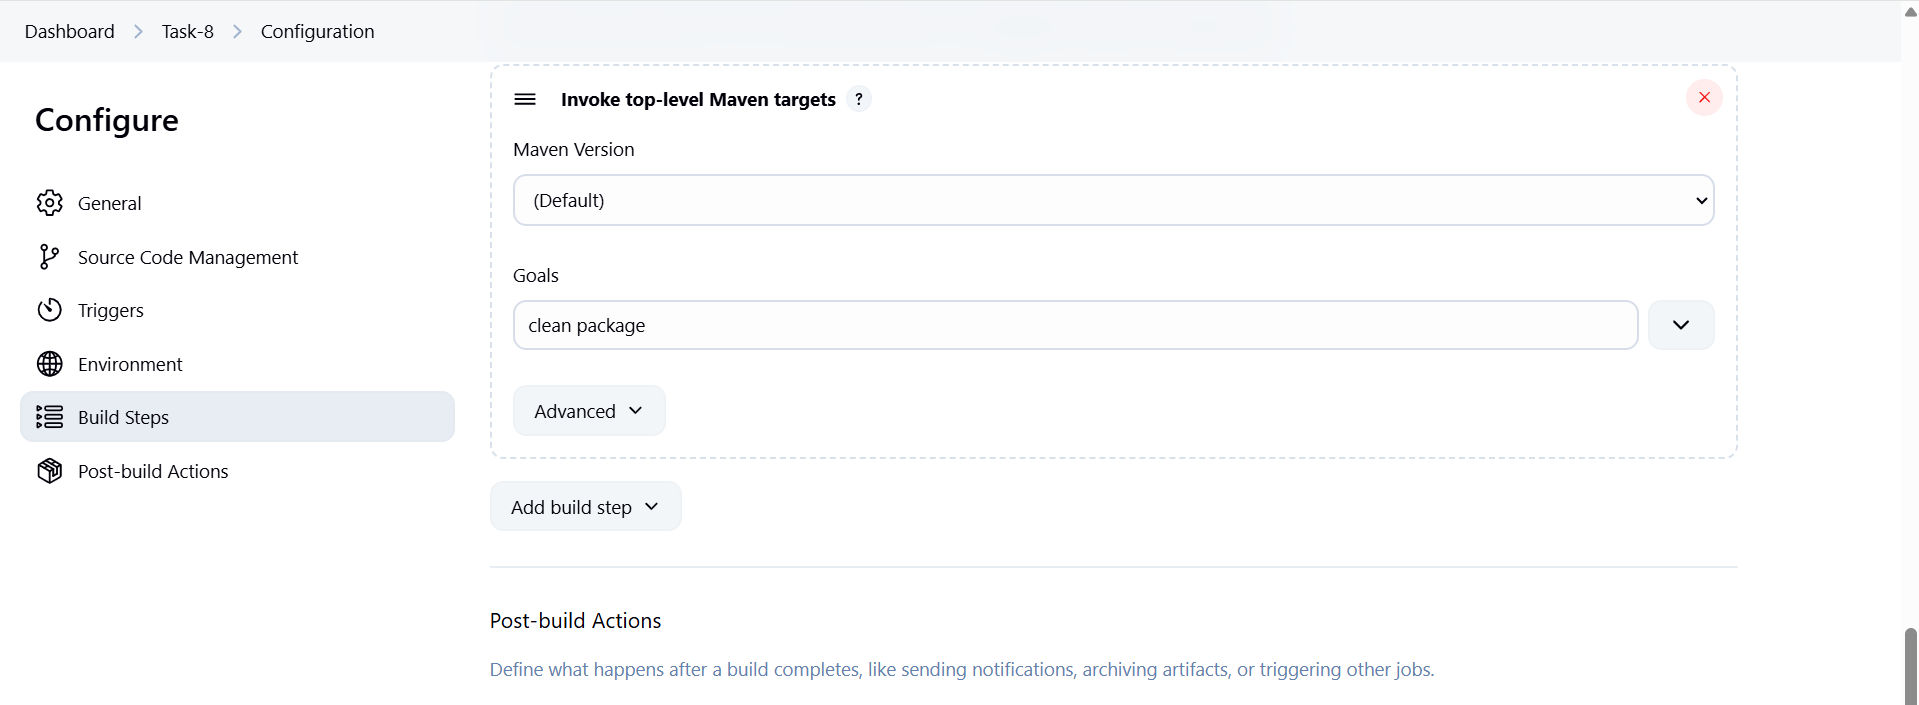 Dashboard > Task-8 > Configuration
Configure
General
Source Code Management
Triggers
Environment
Build Steps
Post-build Actions
Invoke top-level Maven targets ?
Maven Version
(Default)
Goals
clean package
Advanced
Add build step
Post-build Actions
Define what happens after a build completes, like sending notifications, archiving artifacts, or triggering other jobs.